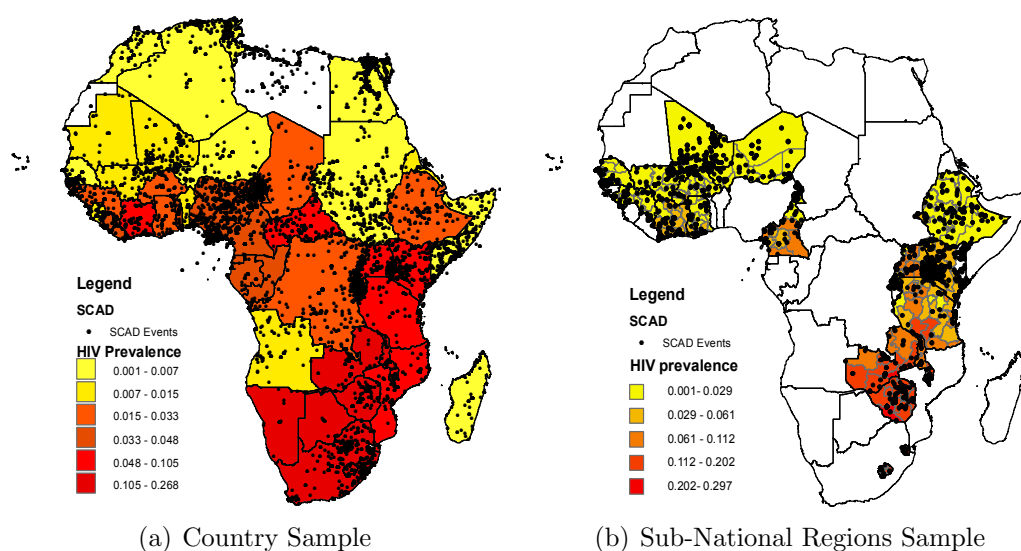 Legend
SCAD
SCAD Events
HIV Prevalence
0.001 - 0.007
0.007 - 0.015
0.015 - 0.033
0.033 - 0.048
0.048 - 0.105
0.105 - 0.268
(a) Country Sample
Legend
SCAD
SCAD Events
HIV prevalence
0.001- 0.029
0.029 - 0.061
0.061 - 0.112
0.112 - 0.202
0.202 - 0.297
(b) Sub-National Regions Sample